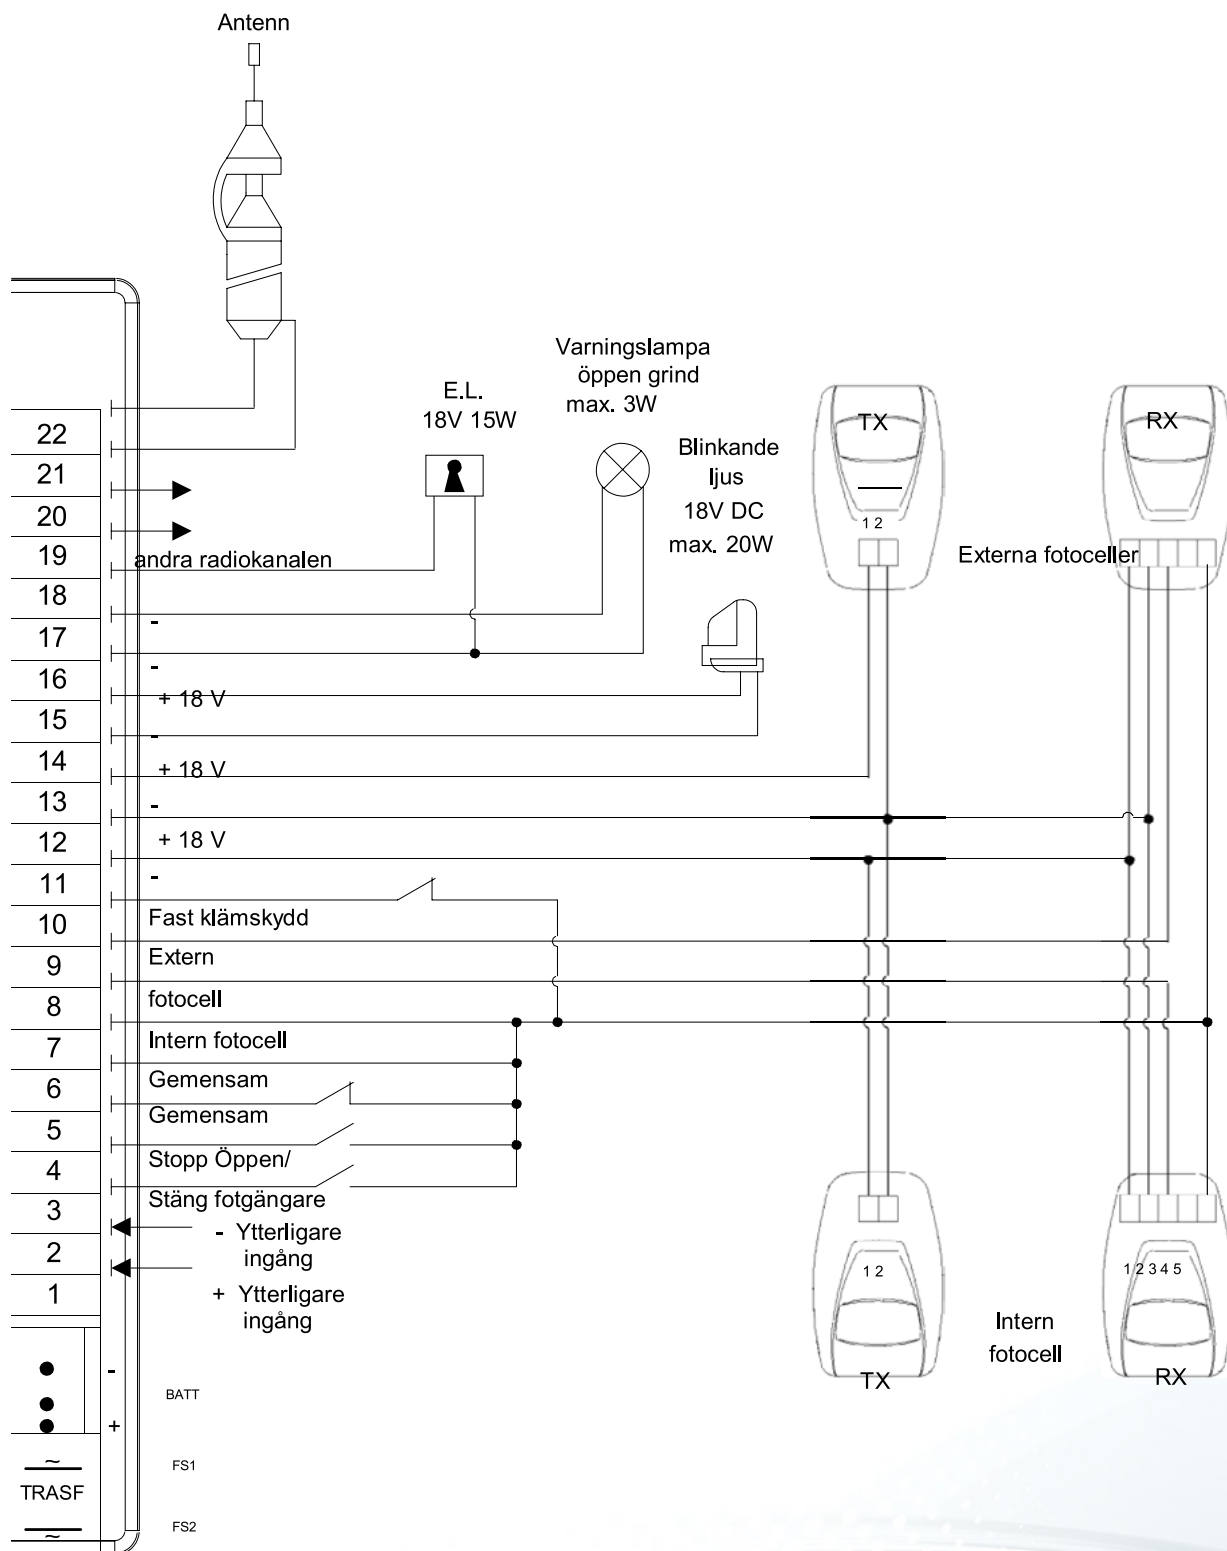 Antenn
Varningslampa
öppen grind
max. 3W
E.L.
18V 15W
Blinkande
ljus
18V DC
max. 20W
TX
RX
1 2
Externa fotoceller
22
21
20
19
andra radiokanalen
18
-
17
-
16
+ 18 V
15
-
14
+ 18 V
13
-
12
+ 18 V
11
-
10
Fast klämskydd
9
Extern
8
fotocell
7
Intern fotocell
6
Gemensam
5
Gemensam
4
Stopp Öppen/
3
Stäng fotgängare
2
- Ytterligare
ingång
1
+ Ytterligare
ingång
1 2
1 2 3 4 5
Intern
fotocell
TX
RX
-
BATT
+
~
FS1
TRASF
FS2
~